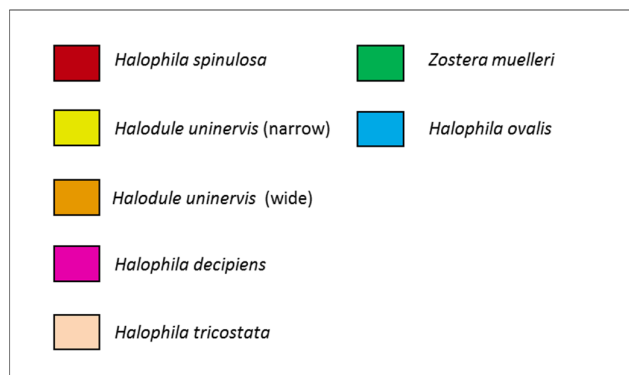 Halophila spinulosa
Zostera muelleri
Halodule uninervis (narrow)
Halophila ovalis
Halodule uninervis (wide)
Halophila decipiens
Halophila tricostata